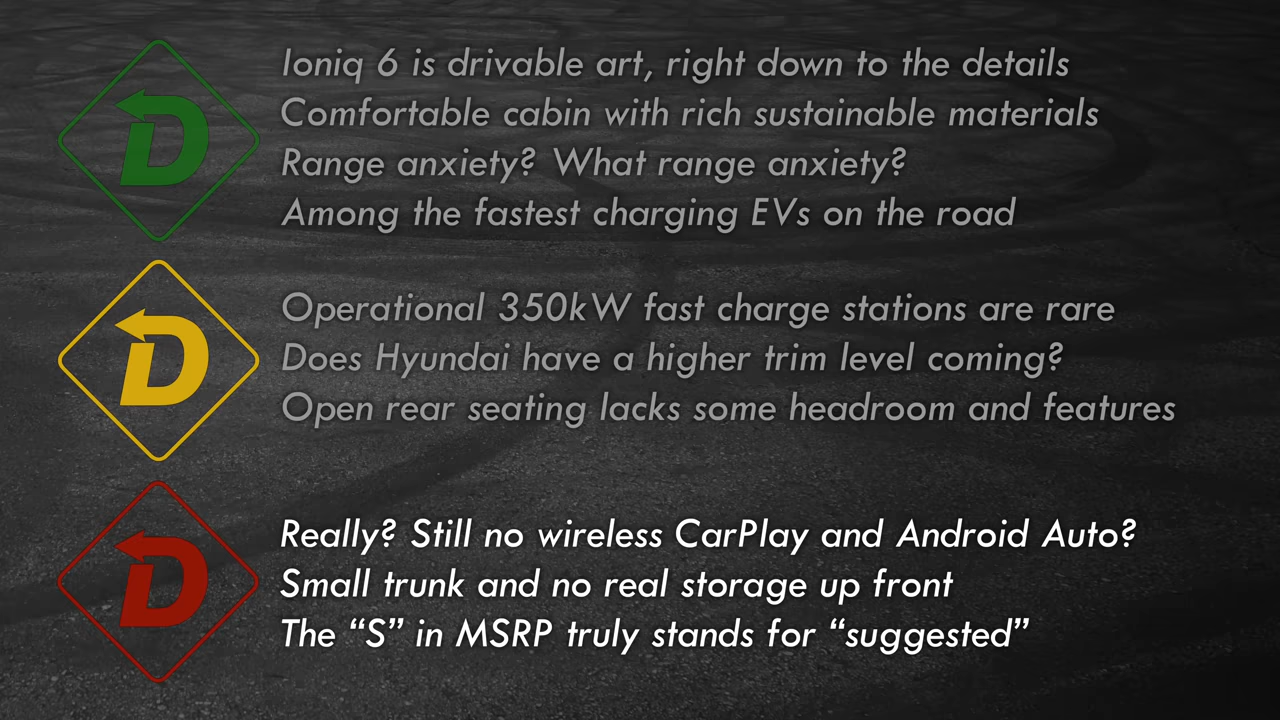 D
Ioniq 6 is drivable art, right down to the details
Comfortable cabin with rich sustainable materials
Range anxiety? What range anxiety?
Among the fastest charging EVs on the road
D
Operational 350kW fast charge stations are rare
Does Hyundai have a higher trim level coming?
Open rear seating lacks some headroom and features
D
Really? Still no wireless CarPlay and Android Auto?
Small trunk and no real storage up front
The “S” in MSRP truly stands for “suggested”